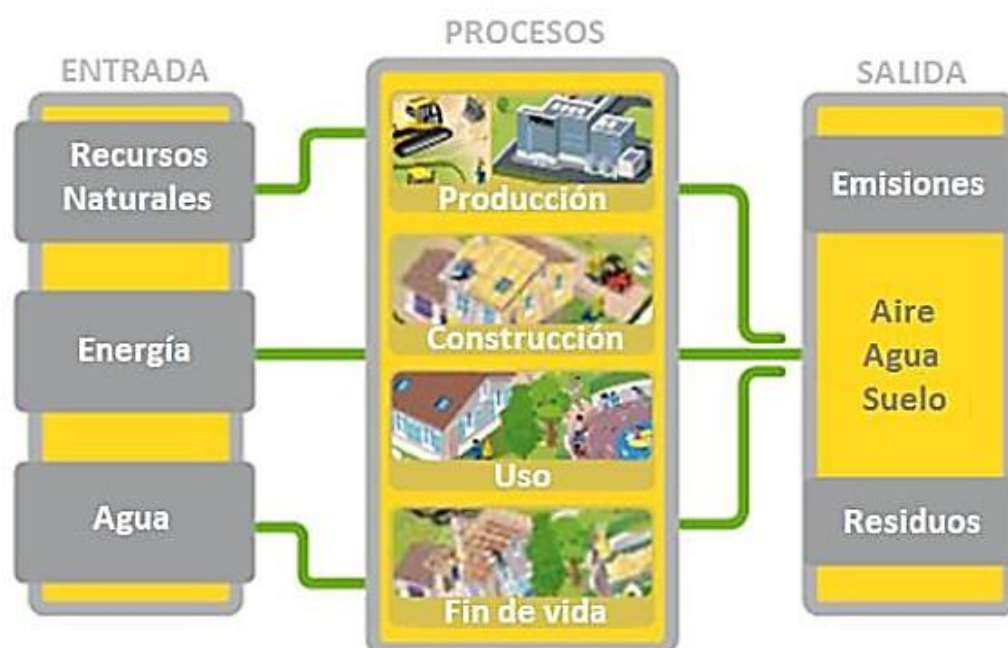 ENTRADA
Recursos
Naturales
Energía
Agua
PROCESOS
Producción
Construcción
Uso
Fin de vida
SALIDA
Emisiones
Aire
Agua
Suelo
Residuos